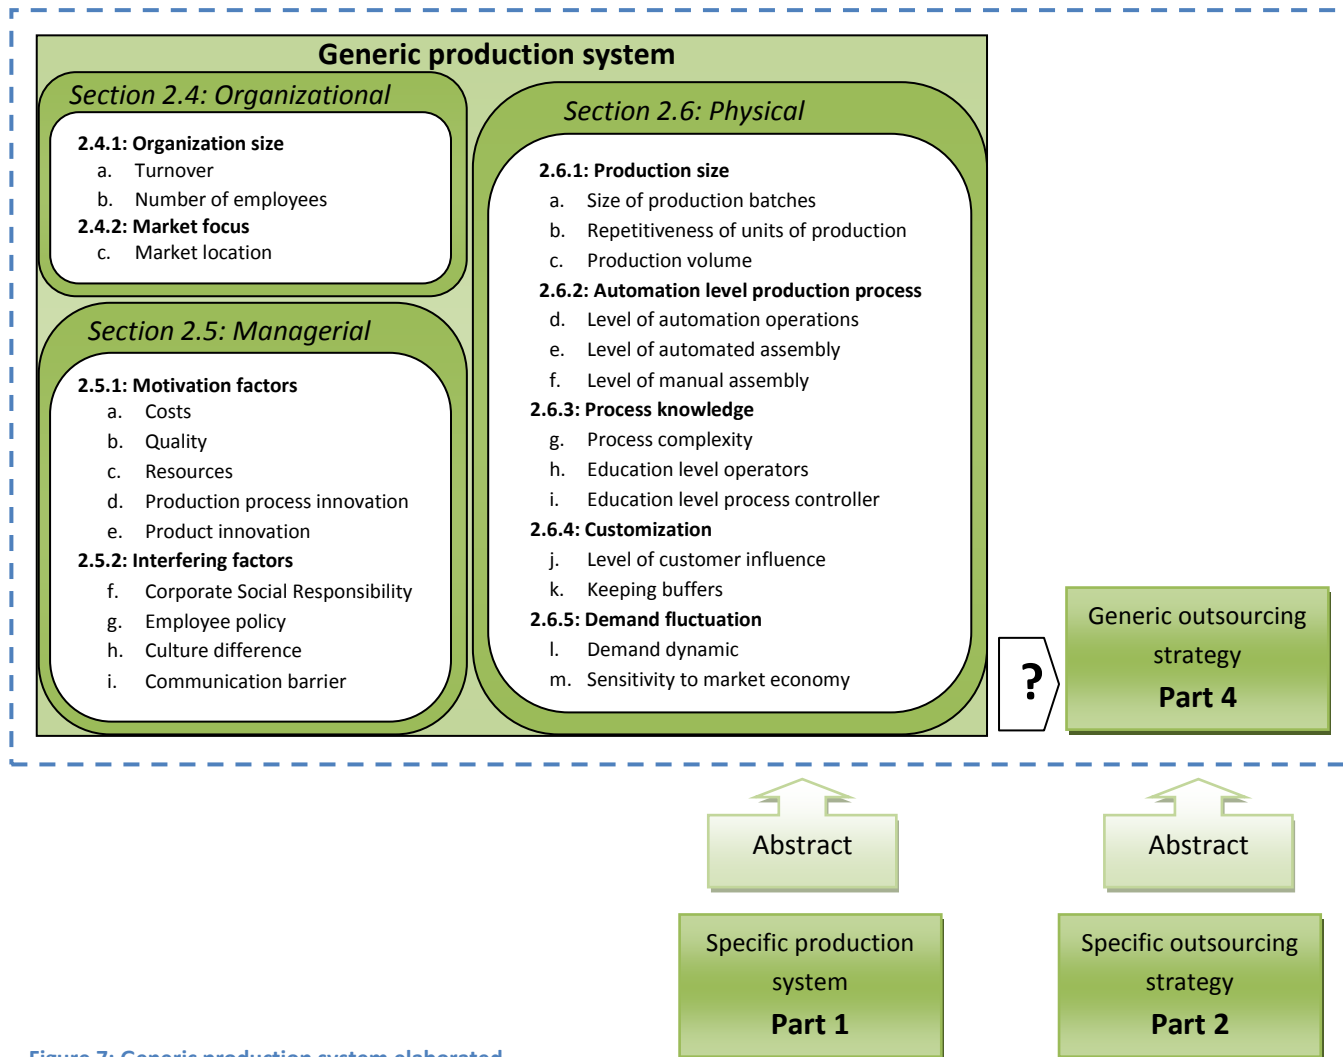 Generic production system
Section 2.4: Organizational
2.4.1: Organization size
a. Turnover
b. Number of employees
2.4.2: Market focus
c. Market location
Section 2.5: Managerial
2.5.1: Motivation factors
a. Costs
b. Quality
c. Resources
d. Production process innovation
e. Product innovation
2.5.2: Interfering factors
f. Corporate Social Responsibility
g. Employee policy
h. Culture difference
i. Communication barrier
Section 2.6: Physical
2.6.1: Production size
a. Size of production batches
b. Repetitiveness of units of production
c. Production volume
2.6.2: Automation level production process
d. Level of automation operations
e. Level of automated assembly
f. Level of manual assembly
2.6.3: Process knowledge
g. Process complexity
h. Education level operators
i. Education level process controller
2.6.4: Customization
j. Level of customer influence
k. Keeping buffers
2.6.5: Demand fluctuation
l. Demand dynamic
m. Sensitivity to market economy
?
Generic outsourcing
strategy
Part 4
Abstract
Abstract
Specific production
system
Part 1
Specific outsourcing
strategy
Part 2
Figure 7: Generic production system elaborated